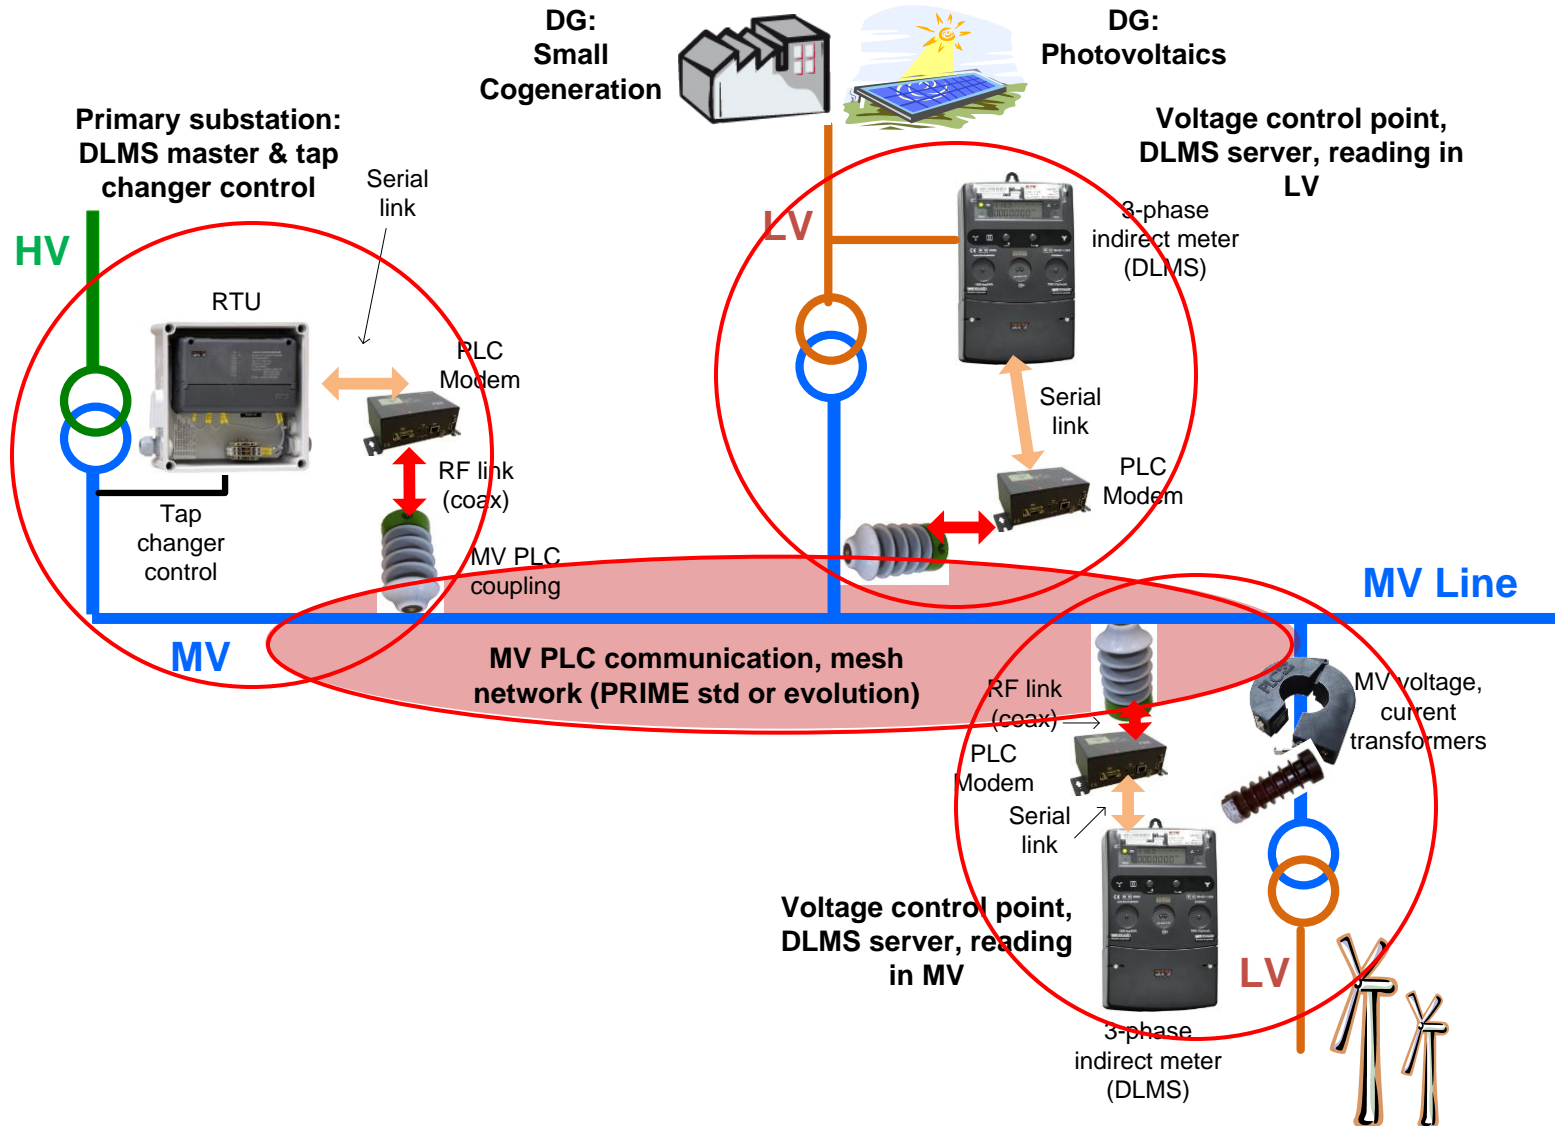 DG:
Small
Cogeneration
DG:
Photovoltaics
Primary substation:
DLMS master & tap
changer control
Serial
link
Voltage control point,
DLMS server, reading in
LV
HV
LV
3-phase
indirect meter
(DLMS)
RTU
PLC
Modem
Serial
link
RF link
(coax)
PLC
Modem
Tap
changer
control
MV PLC
coupling
MV Line
MV
MV PLC communication, mesh
network (PRIME std or evolution)
RF link
(coax)
MV voltage,
current
transformers
PLC
Modem
Serial
link
Voltage control point,
DLMS server, reading
in MV
LV
3-phase
indirect meter
(DLMS)